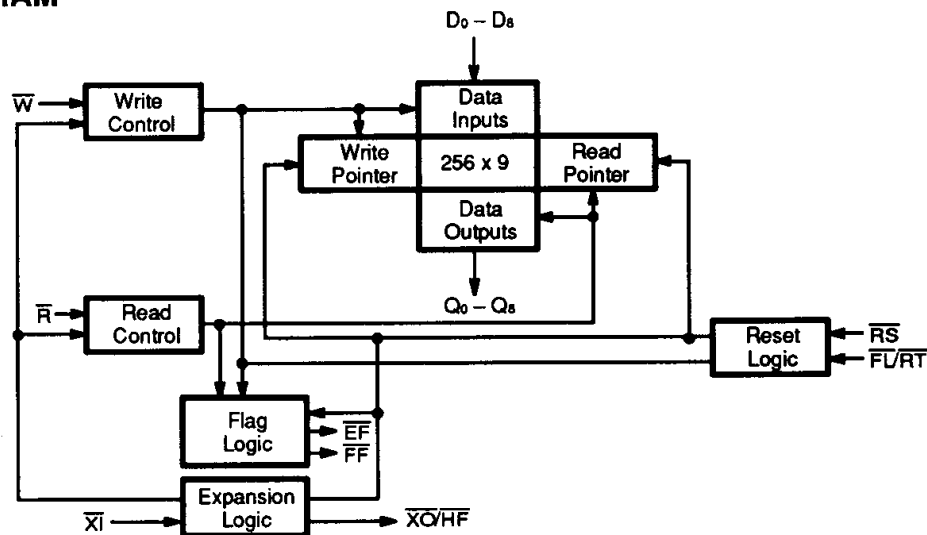 D0 – D8
W
Write
Control
Data
Inputs
Write
Pointer
256 x 9
Read
Pointer
Data
Outputs
Q0 – Q8
R
Read
Control
Reset
Logic
RS
FL/RT
Flag
Logic
EF
FF
Expansion
Logic
XI
XO/HF